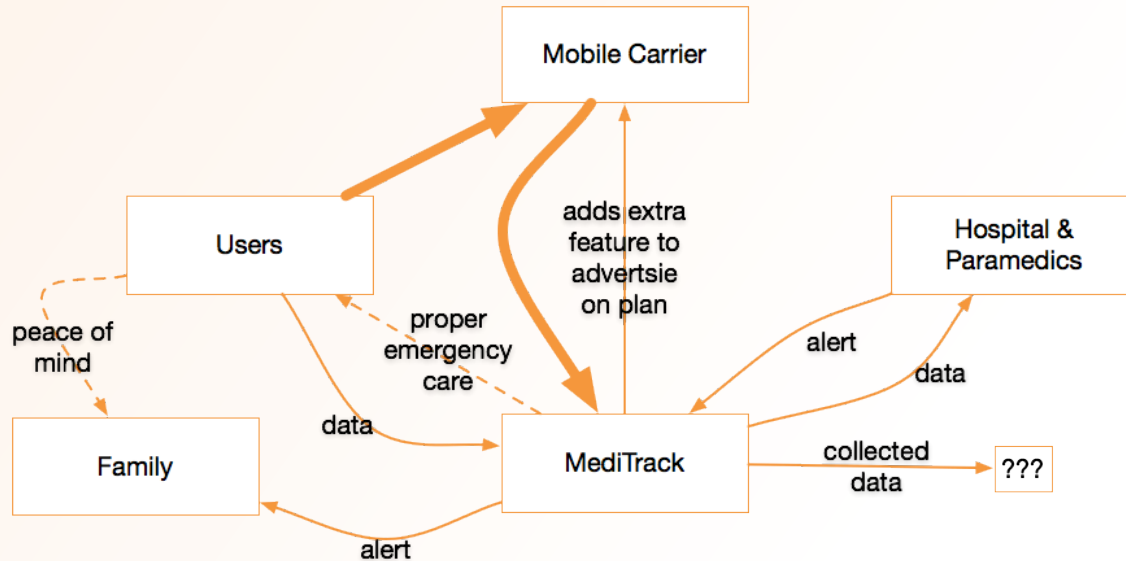 Mobile Carrier
Users
adds extra
feature to
advertsie
on plan
Hospital &
Paramedics
peace of
mind
proper
emergency
care
alert
data
data
Family
MediTrack
collected
data
???
alert